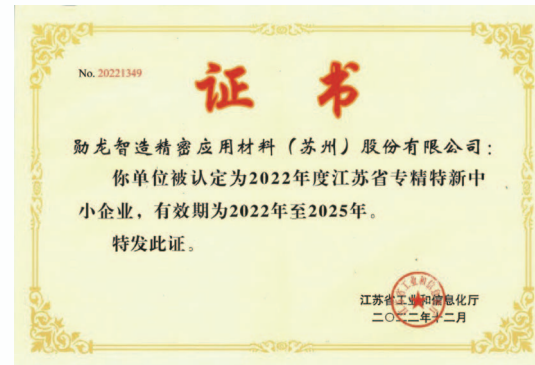 No. 20221349
证书
勋龙智造精密应用材料（苏州）股份有限公司：
你单位被认定为2022年度江苏省专精特新中
小企业，有效期为2022年至2025年。
特发此证。
江苏省工业和信息化厅
二〇二二年十二月